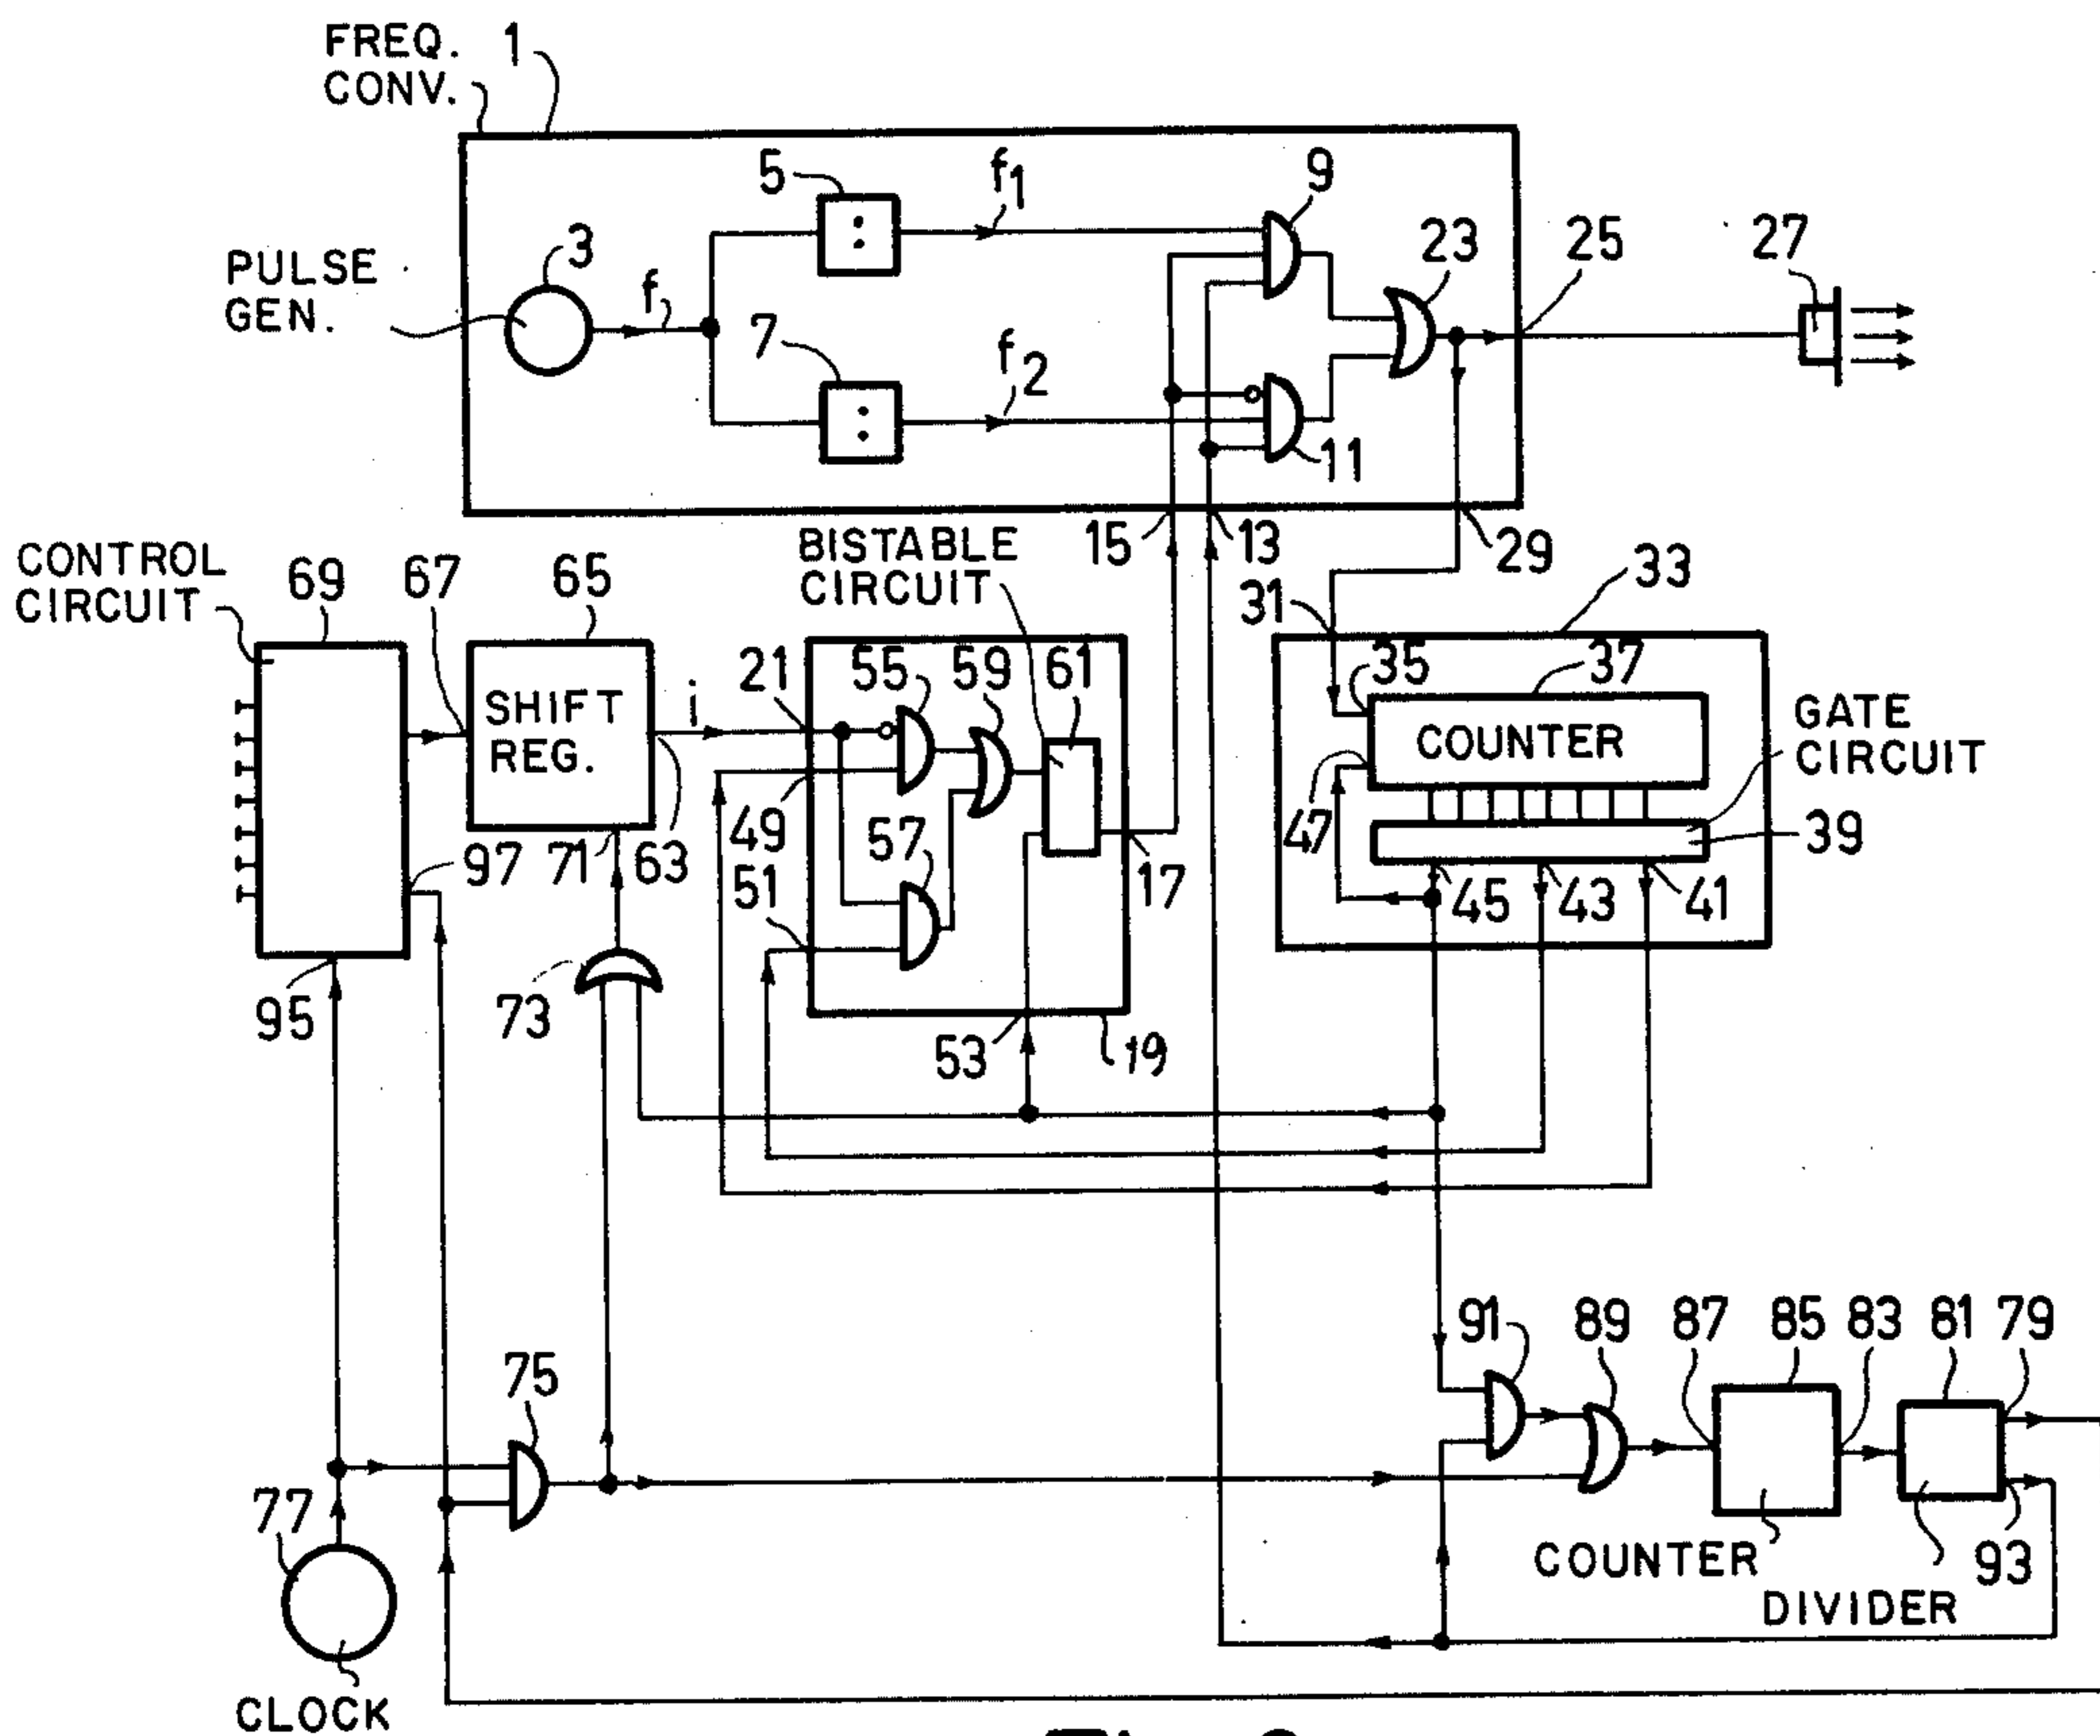 FREQ. 1
CONV.
5
f1
9
PULSE
GEN.
3
f
23
25
27
7
f2
11
15
13
29
CONTROL
CIRCUIT
69
67
65
BISTABLE
CIRCUIT
31
33
SHIFT
REG.
i
21
55
59
61
35
37
COUNTER
GATE
CIRCUIT
49
47
39
97
71
63
57
51
17
45
43
41
95
73
53
19
91
89
87
85
83
81
79
75
77
COUNTER
93
DIVIDER
CLOCK